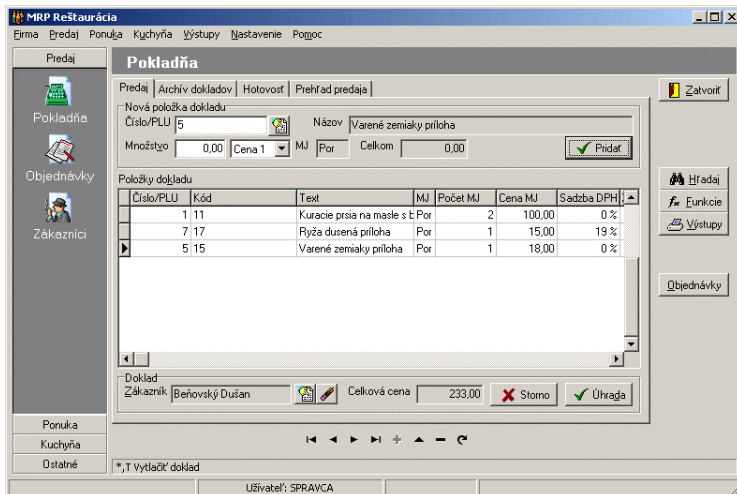 MRP Reštaurácia
Firma Predaj Ponuka Kuchyňa Výstupy Nastavenie Pomoc
Predaj
Pokladňa
Objednávky
Zákazníci
Ponuka
Kuchyňa
Ostatné
Pokladňa
Predaj Archív dokladov Hotovosť Prehľad predaja
Nová položka dokladu
Číslo/PLU 5 Názov Varené zemiaky príloha
Množstvo 0,00 Cena 1 MJ Por Celkom 0,00 Pridať
Položky dokladu
Číslo/PLU Kód Text MJ Počet MJ Cena MJ Sadzba DPH
1 11 Kuracie prsia na masle s Por 2 100,00 0 %
7 17 Ryža dusená príloha Por 1 15,00 19 %
5 15 Varené zemiaky príloha Por 1 18,00 0 %
Doklad
Zákazník Beňovský Dušan Celková cena 233,00 Storno Úhrada
Zatvoriť
Hľadaj
Funkcie
Výstupy
Objednávky
*,T Vytlačiť doklad
Užívateľ: SPRAVCA